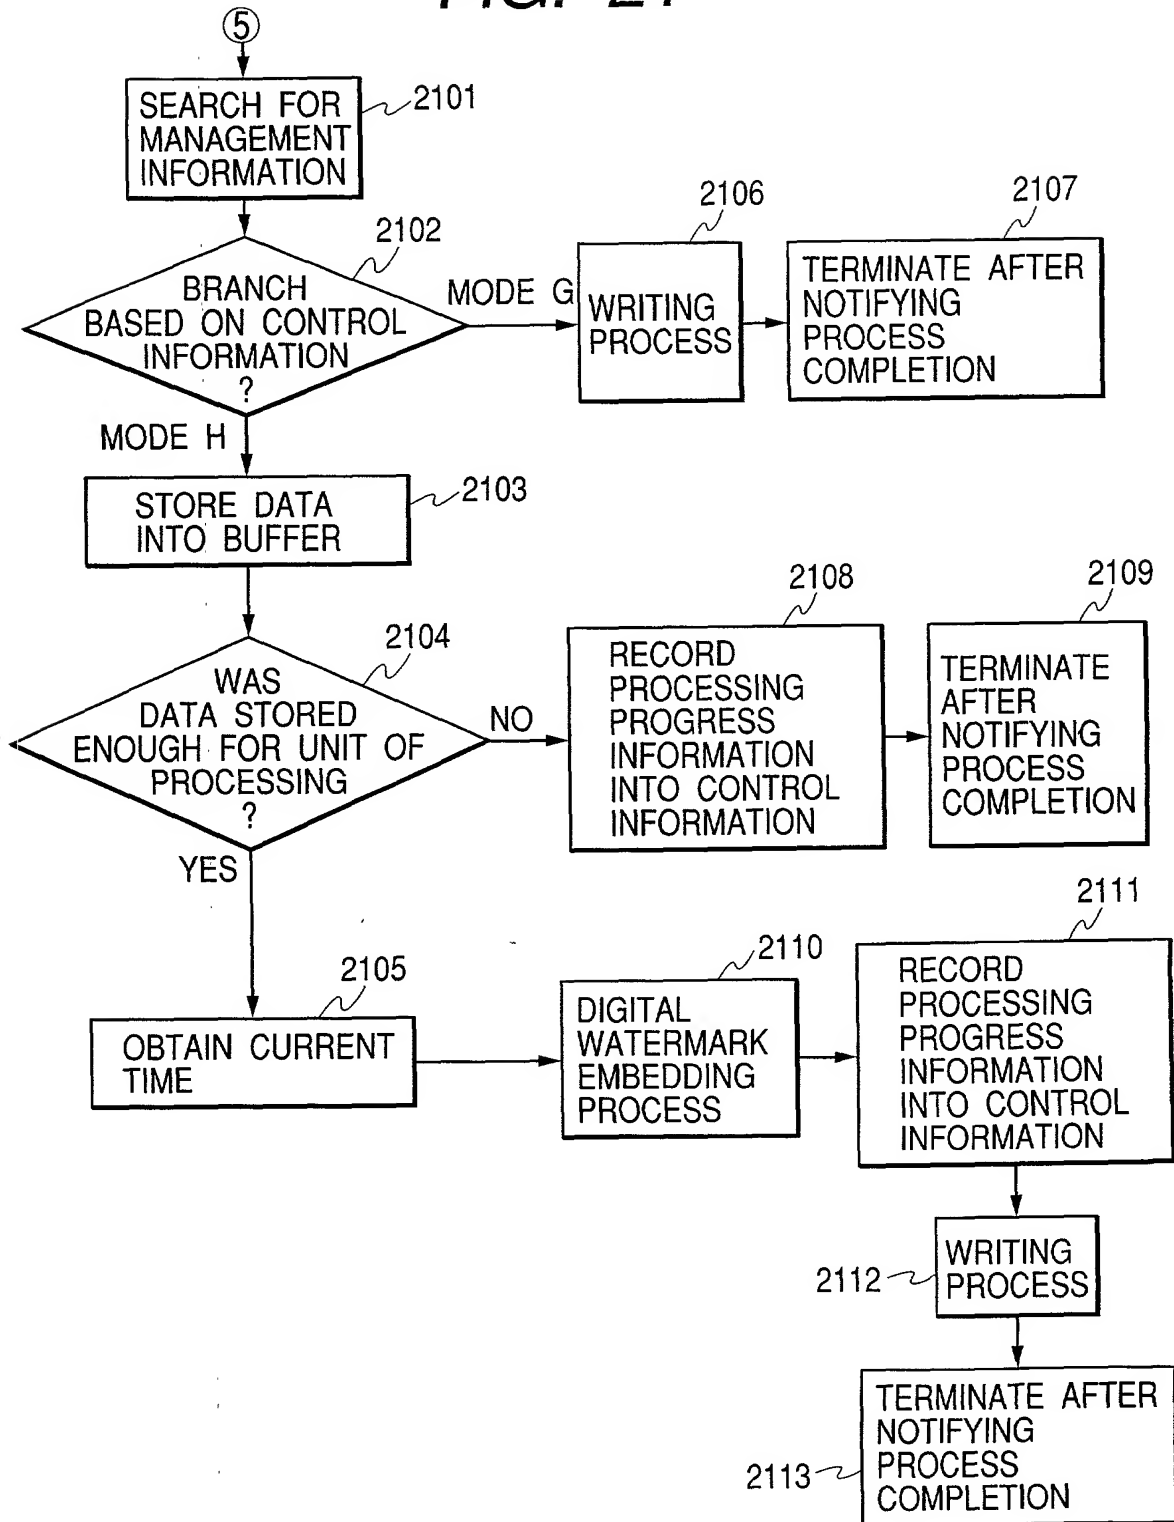 FIG. 21
5
SEARCH FOR
MANAGEMENT
INFORMATION
2101
2102
BRANCH
BASED ON CONTROL
INFORMATION
?
MODE G
2106
WRITING
PROCESS
2107
TERMINATE AFTER
NOTIFYING
PROCESS
COMPLETION
MODE H
STORE DATA
INTO BUFFER
2103
2104
WAS
DATA STORED
ENOUGH FOR UNIT OF
PROCESSING
?
NO
2108
RECORD
PROCESSING
PROGRESS
INFORMATION
INTO CONTROL
INFORMATION
2109
TERMINATE
AFTER
NOTIFYING
PROCESS
COMPLETION
YES
2105
OBTAIN CURRENT
TIME
2110
DIGITAL
WATERMARK
EMBEDDING
PROCESS
2111
RECORD
PROCESSING
PROGRESS
INFORMATION
INTO CONTROL
INFORMATION
2112
WRITING
PROCESS
2113
TERMINATE AFTER
NOTIFYING
PROCESS
COMPLETION